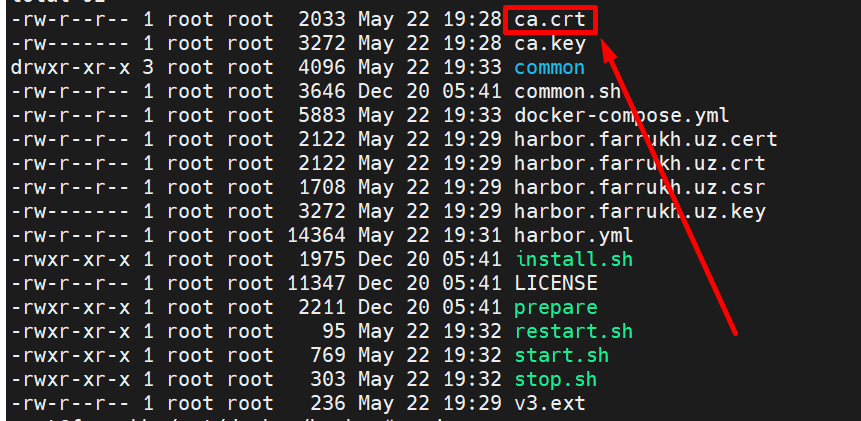 -rw-r--r-- 1 root root  2033 May 22 19:28 ca.crt
-rw------- 1 root root  3272 May 22 19:28 ca.key
drwxr-xr-x 3 root root  4096 May 22 19:33 common
-rw-r--r-- 1 root root  3646 Dec 20 05:41 common.sh
-rw-r--r-- 1 root root  5883 May 22 19:33 docker-compose.yml
-rw-r--r-- 1 root root  2122 May 22 19:29 harbor.farrukh.uz.cert
-rw-r--r-- 1 root root  2122 May 22 19:29 harbor.farrukh.uz.crt
-rw-r--r-- 1 root root  1708 May 22 19:29 harbor.farrukh.uz.csr
-rw------- 1 root root  3272 May 22 19:29 harbor.farrukh.uz.key
-rw-r--r-- 1 root root 14364 May 22 19:31 harbor.yml
-rwxr-xr-x 1 root root  1975 Dec 20 05:41 install.sh
-rw-r--r-- 1 root root 11347 Dec 20 05:41 LICENSE
-rwxr-xr-x 1 root root  2211 Dec 20 05:41 prepare
-rwxr-xr-x 1 root root    95 May 22 19:32 restart.sh
-rwxr-xr-x 1 root root   769 May 22 19:32 start.sh
-rwxr-xr-x 1 root root   303 May 22 19:32 stop.sh
-rw-r--r-- 1 root root   236 May 22 19:29 v3.ext